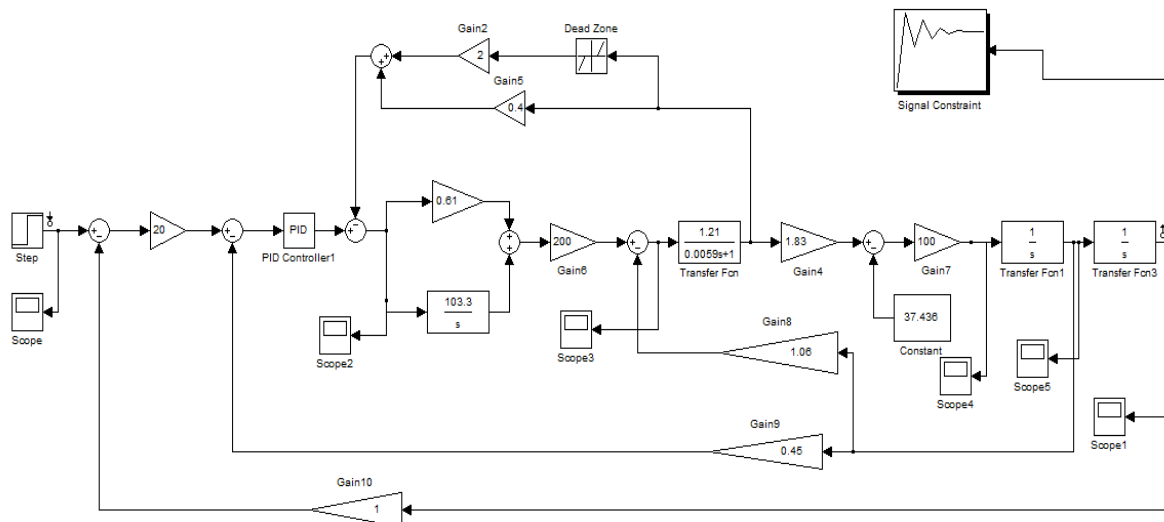 Gain2
Dead Zone
2
Gain5
0.4
Signal Constraint
Step
20
PID
PID Controller1
0.61
103.3
s
200
Gain6
1.21
0.0059s+1
Transfer Fcn
1.83
Gain4
100
Gain7
1
s
Transfer Fcn1
1
s
Transfer Fcn3
Scope
Scope2
Scope3
37.436
Constant
Gain8
1.06
Scope4
Scope5
Scope1
Gain9
0.45
Gain10
1